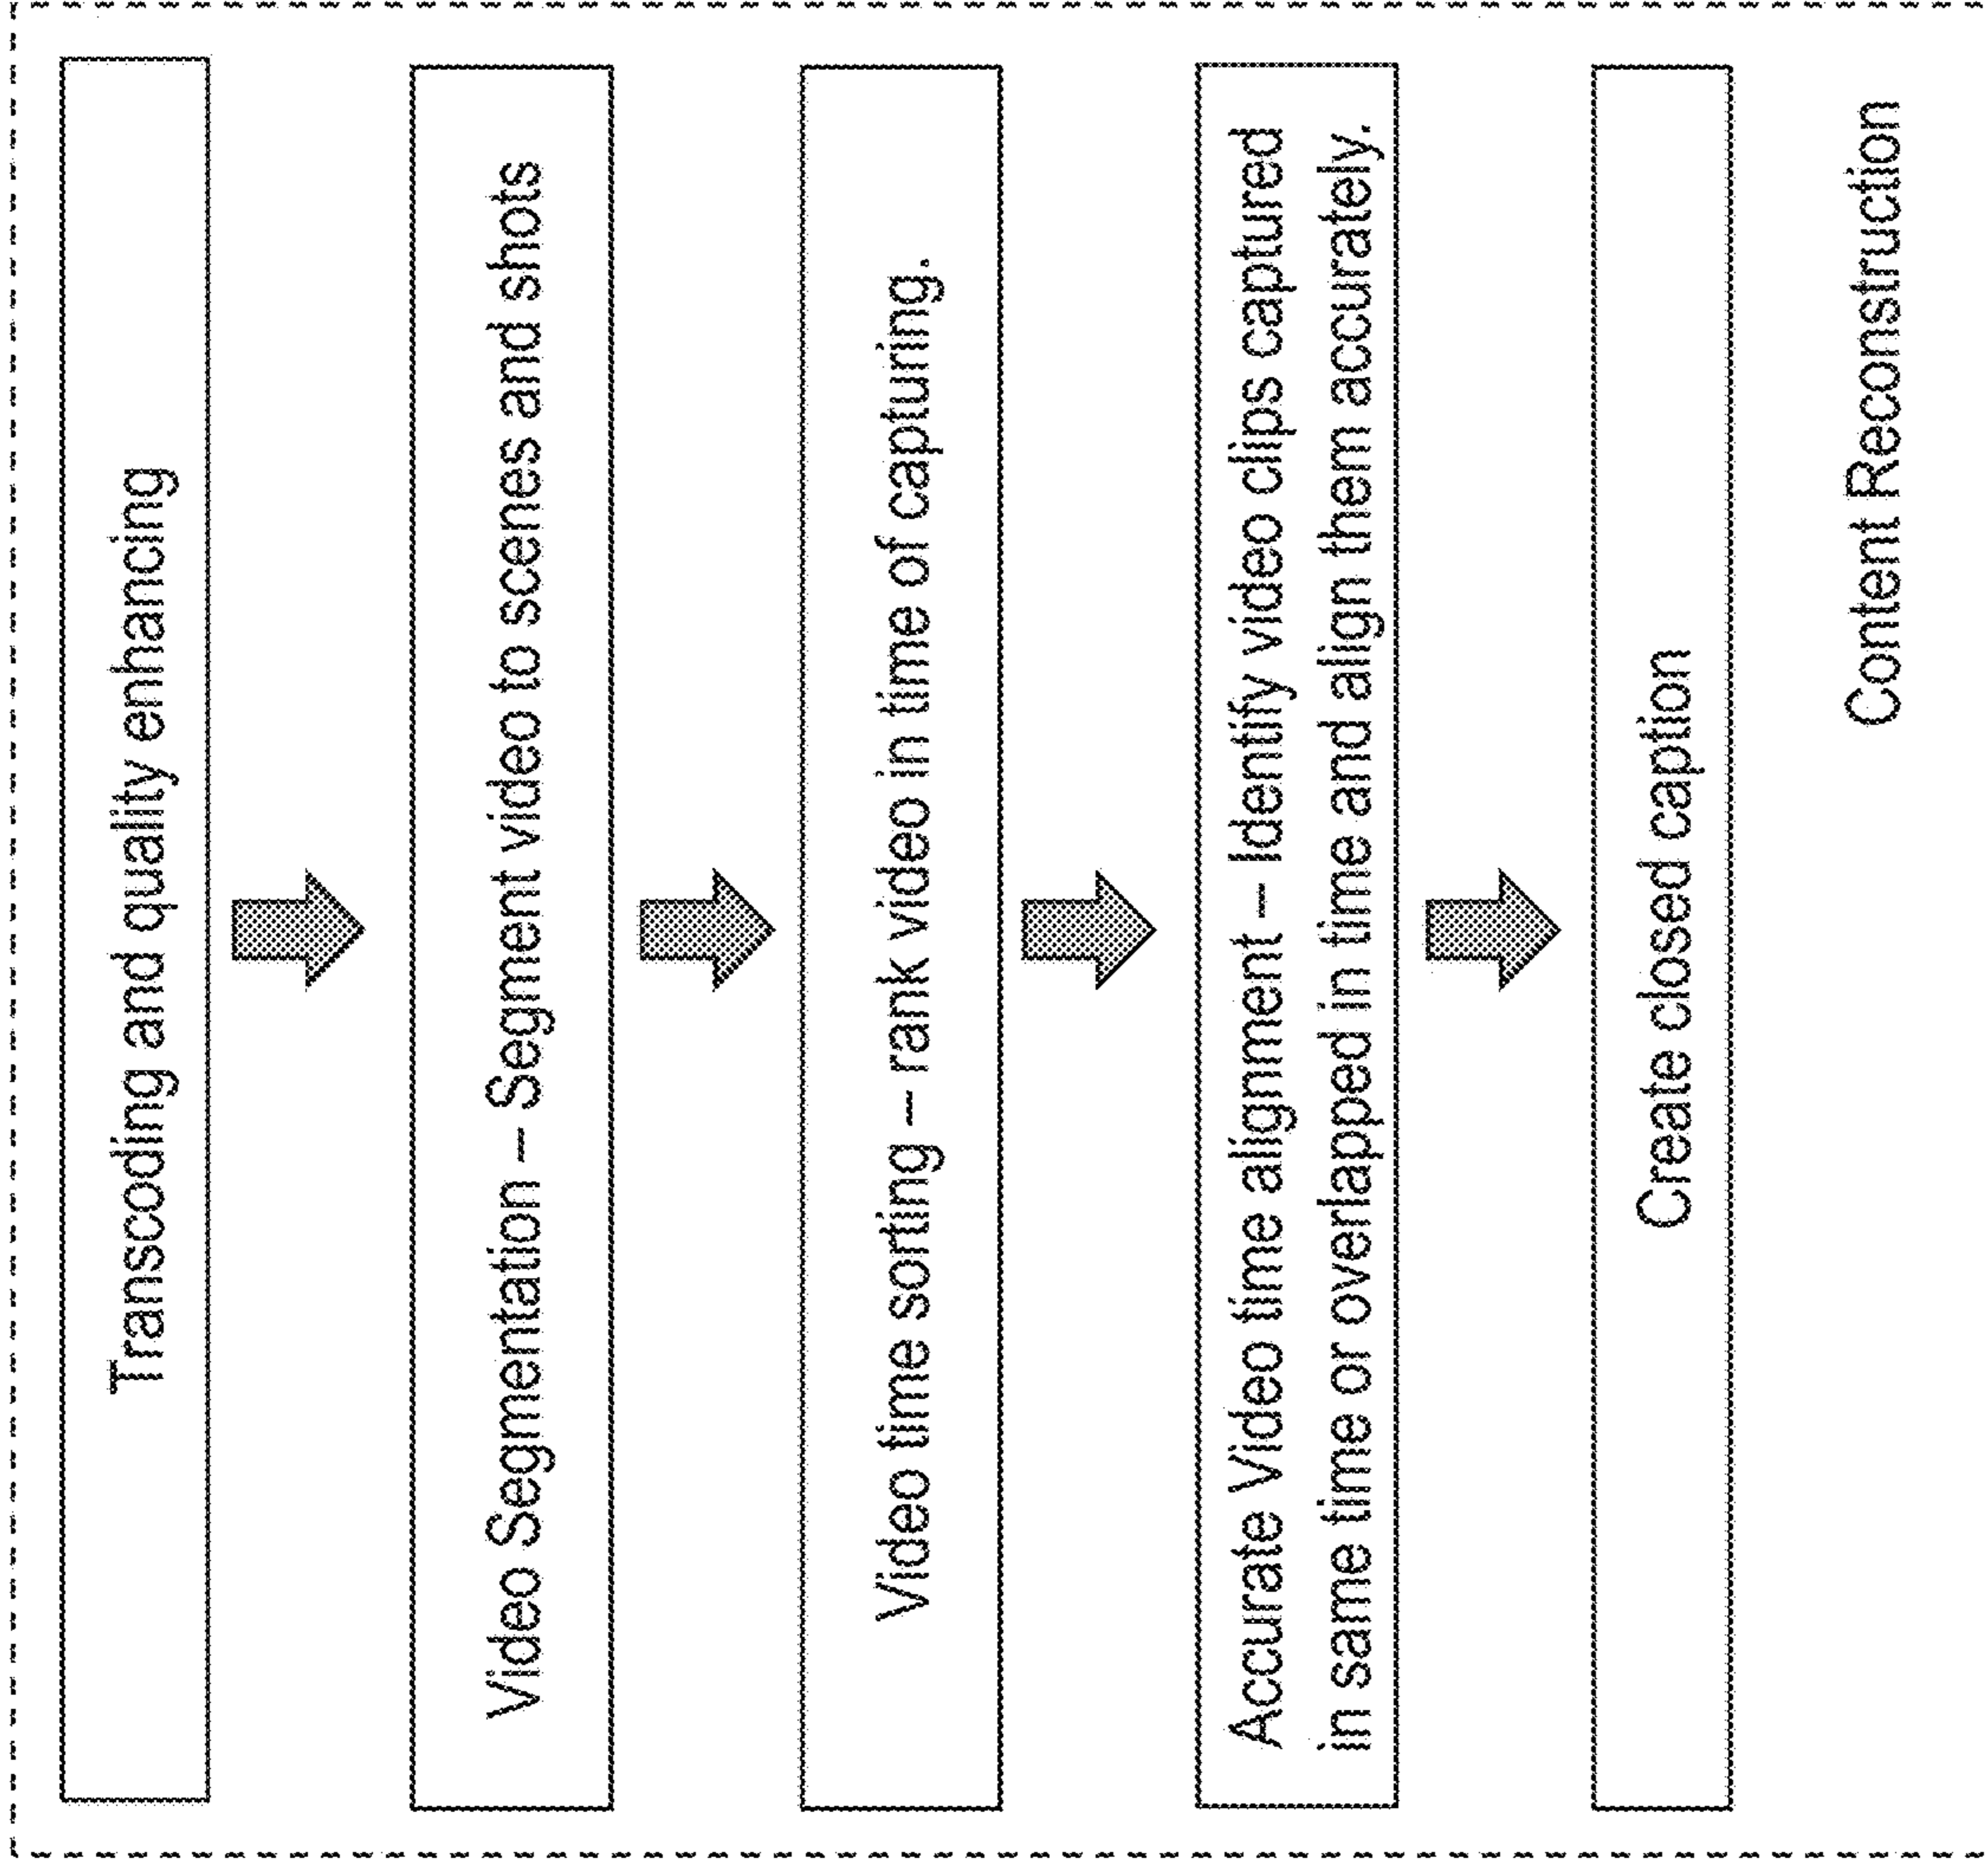 Transcoding and quality enhancing
Video Segmentation – Segment video to scenes and shots
Video time sorting – rank video in time of capturing.
Accurate Video time alignment – Identify video clips captured
in same time or overlapped in time and align them accurately.
Create closed caption
Content Reconstruction